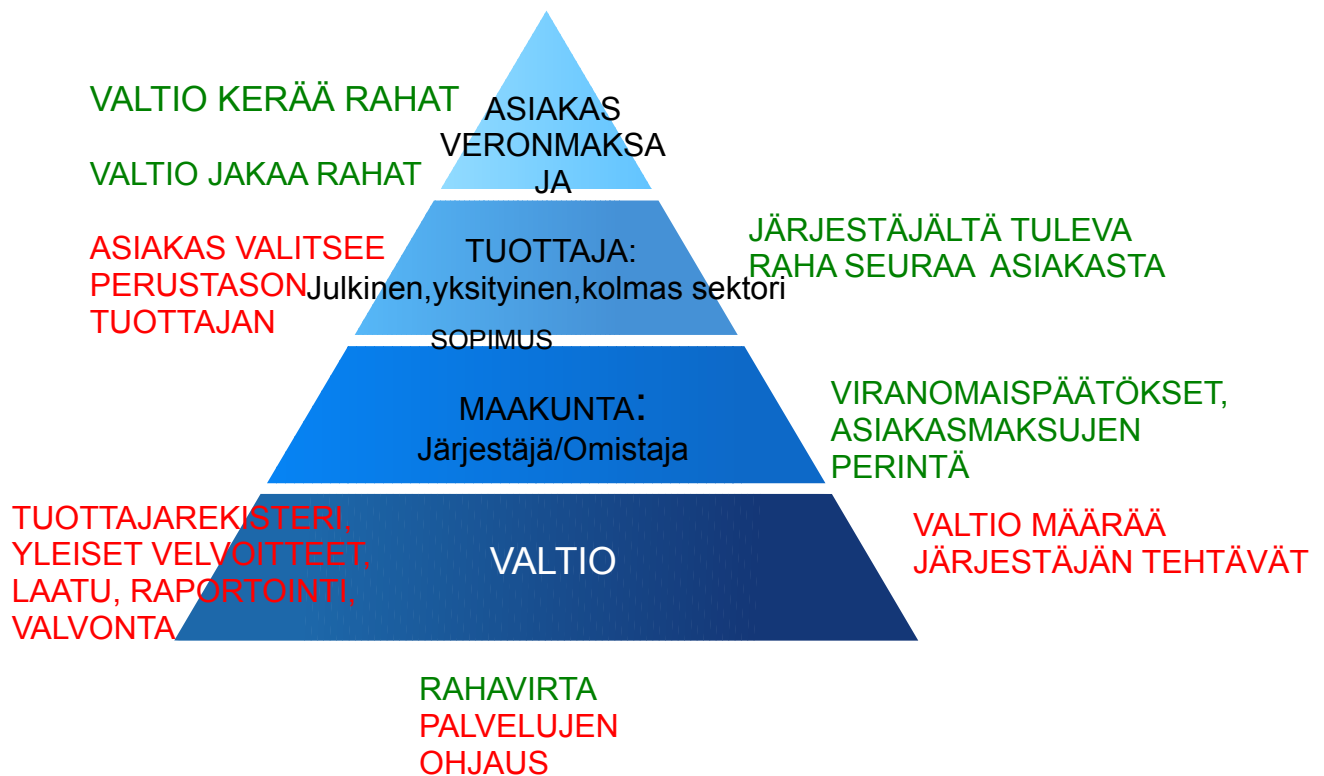 VALTIO KERÄÄ RAHAT
VALTIO JAKAA RAHAT
ASIAKAS
VERONMAKSA
JA
ASIAKAS VALITSEE
PERUSTASON
TUOTTAJAN
TUOTTAJA:
Julkinen,yksityinen,kolmas sektori
JÄRJESTÄJÄLTÄ TULEVA
RAHA SEURAA ASIAKASTA
SOPIMUS
MAAKUNTA:
Järjestäjä/Omistaja
VIRANOMAISPÄÄTÖKSET,
ASIAKASMAKSUJEN
PERINTÄ
TUOTTAJAREKISTERI,
YLEISET VELVOITTEET,
LAATU, RAPORTOINTI,
VALVONTA
VALTIO
VALTIO MÄÄRÄÄ
JÄRJESTÄJÄN TEHTÄVÄT
RAHAVIRTA
PALVELUJEN
OHJAUS